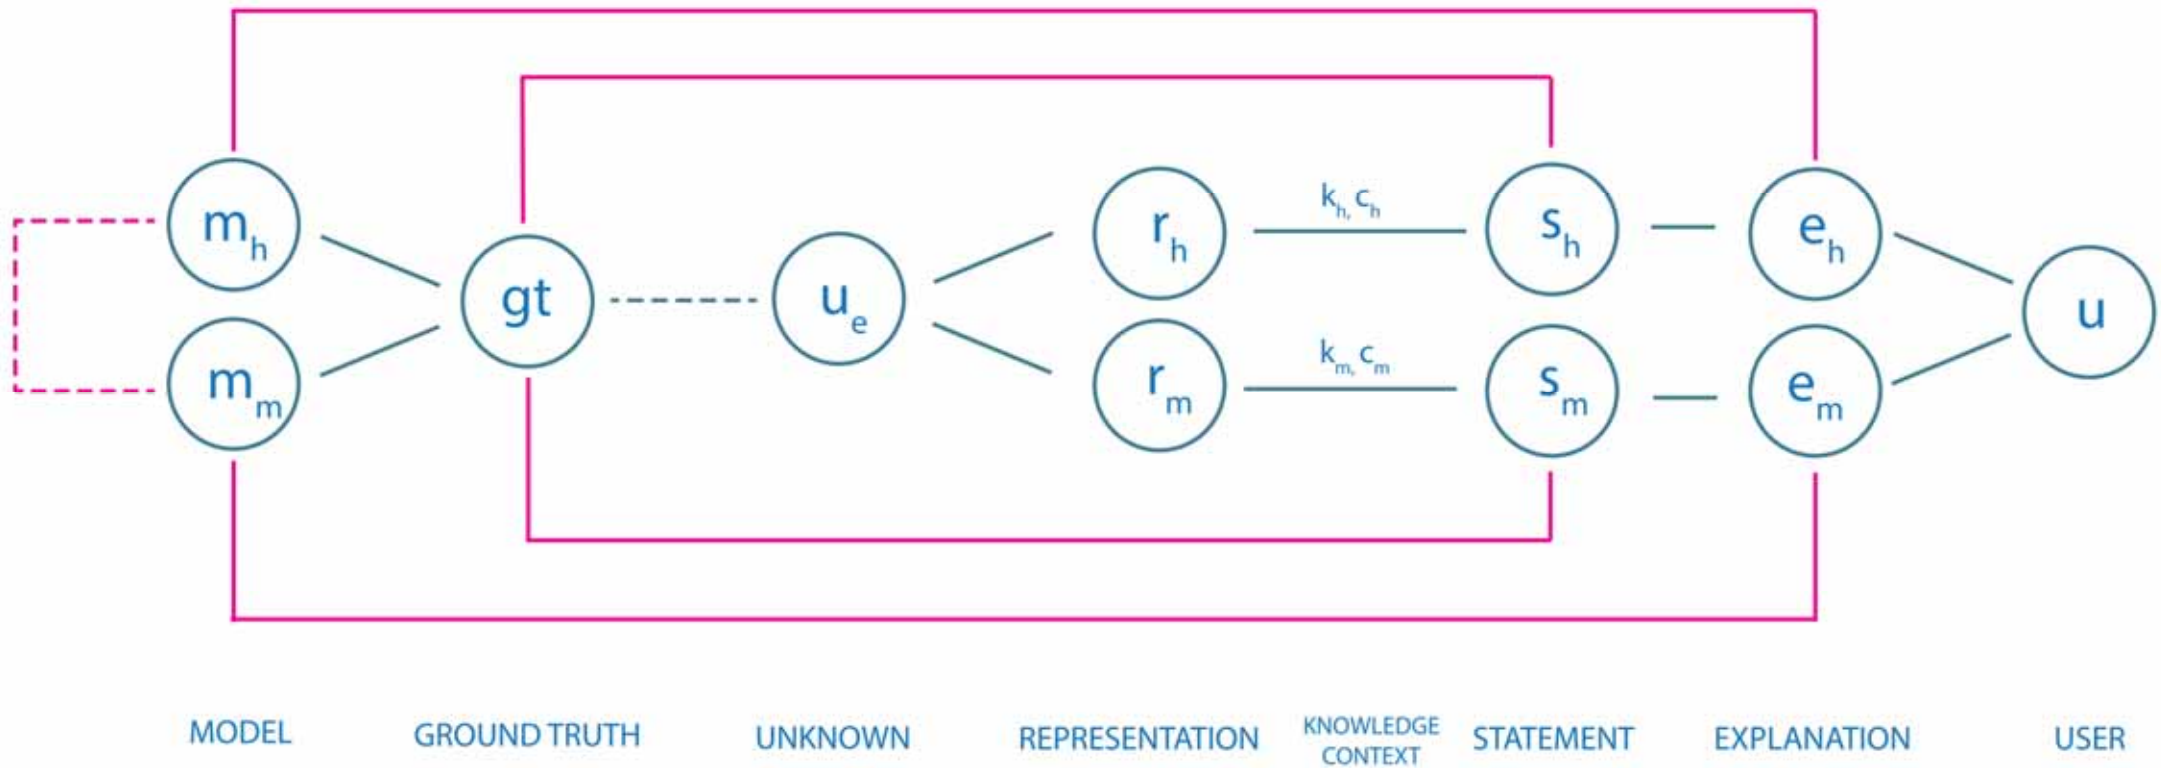 m_h
m_m
gt
u_e
r_h
r_m
k_h, c_h
k_m, c_m
s_h
s_m
e_h
e_m
u
MODEL
GROUND TRUTH
UNKNOWN
REPRESENTATION
KNOWLEDGE
CONTEXT
STATEMENT
EXPLANATION
USER